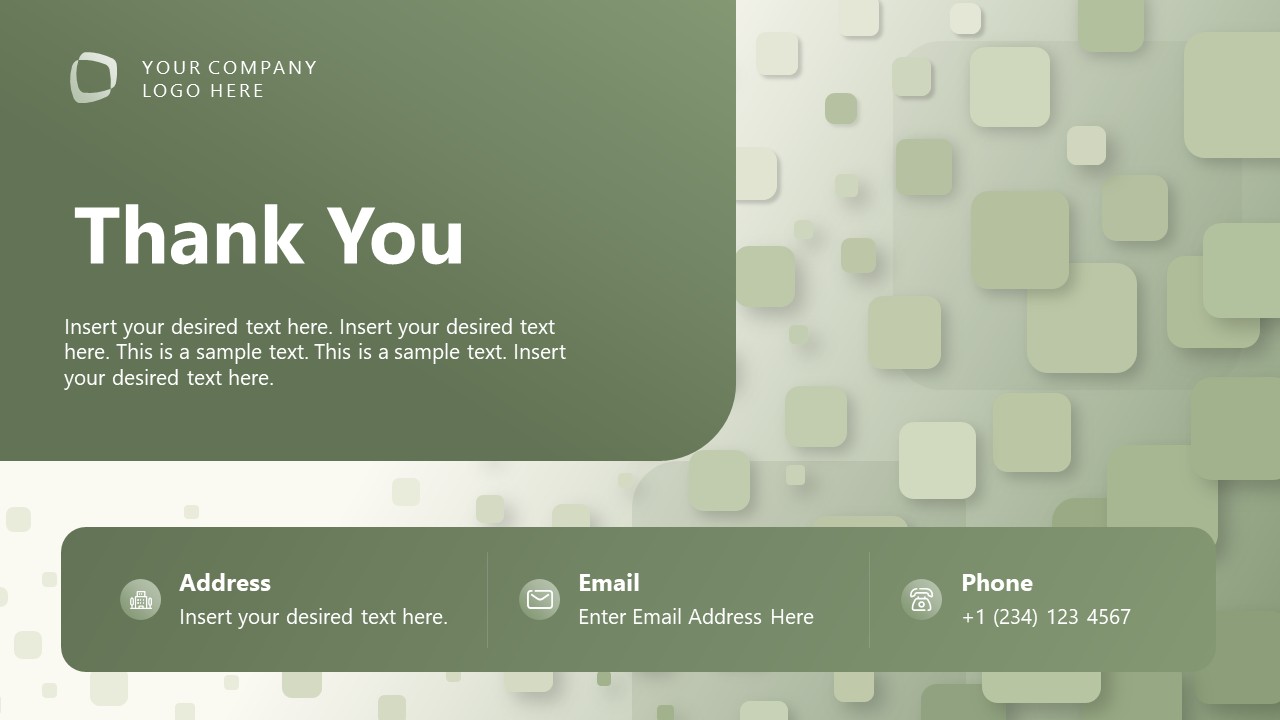 YOUR COMPANY
LOGO HERE
Thank You
Insert your desired text here. Insert your desired text
here. This is a sample text. This is a sample text. Insert
your desired text here.
Address
Insert your desired text here.
Email
Enter Email Address Here
Phone
+1 (234) 123 4567